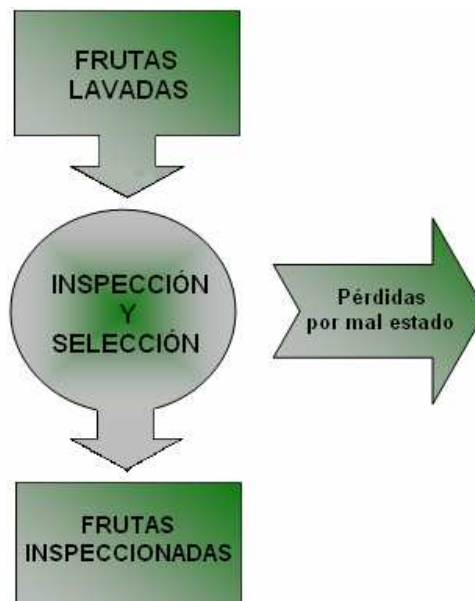 FRUTAS
LAVADAS
INSPECCIÓN
Y
SELECCIÓN
Pérdidas
por mal estado
FRUTAS
INSPECCIONADAS